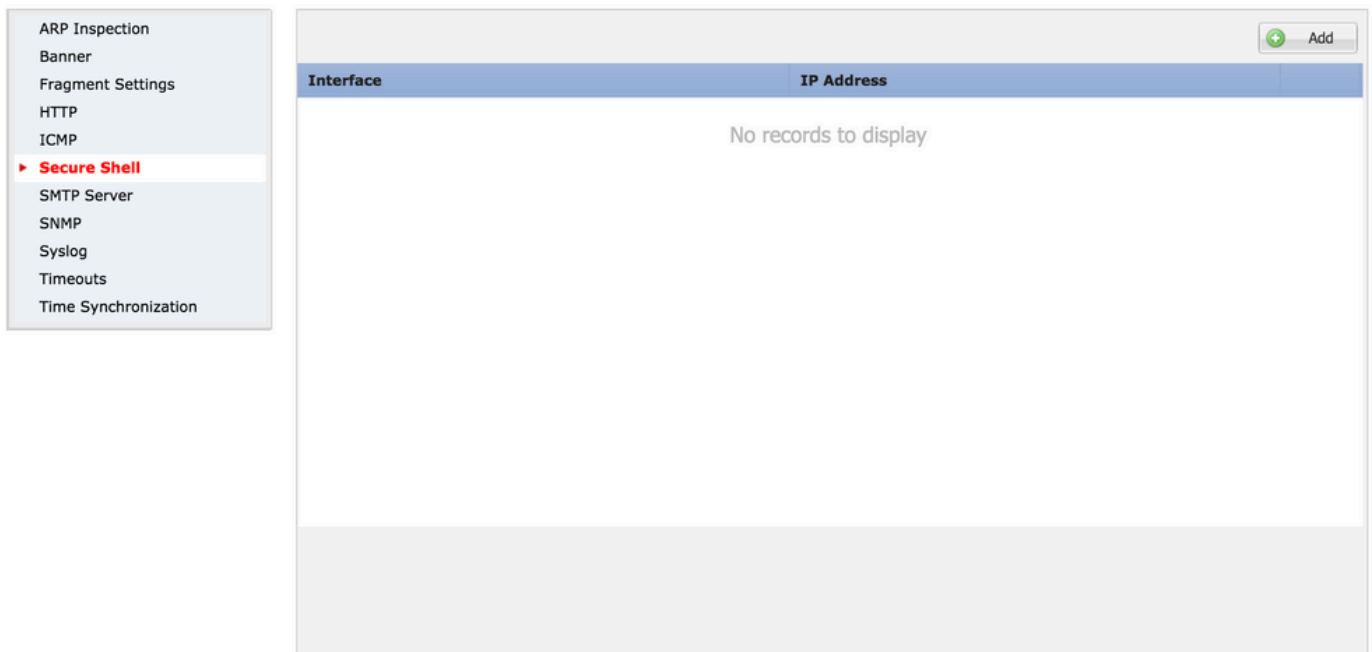 ARP Inspection
Banner
Fragment Settings
HTTP
ICMP
Secure Shell
SMTP Server
SNMP
Syslog
Timeouts
Time Synchronization
Add
Interface IP Address
No records to display